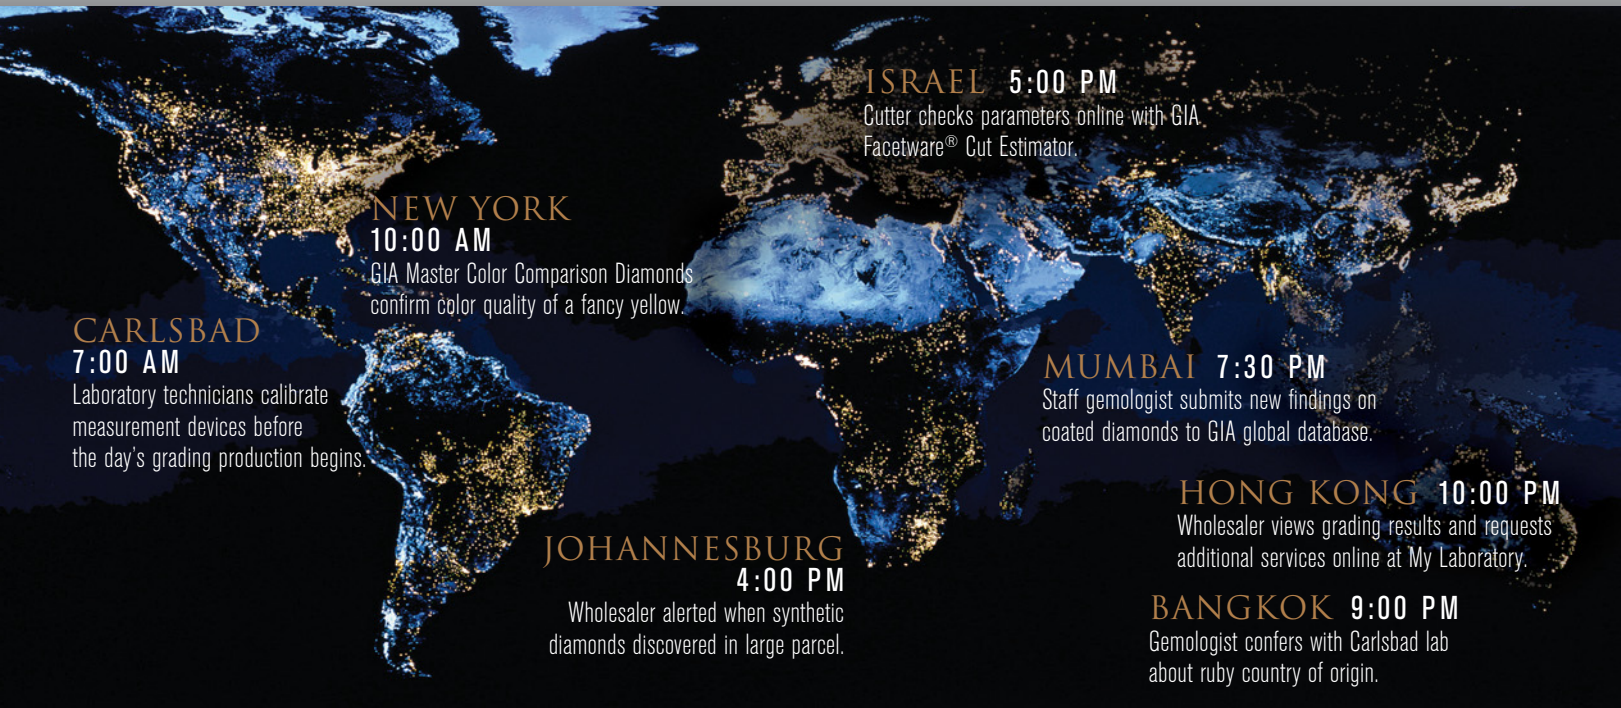 ISRAEL 5:00 PM
Cutter checks parameters online with GIA
Facetware® Cut Estimator.
NEW YORK
10:00 AM
GIA Master Color Comparison Diamonds
confirm color quality of a fancy yellow.
CARLSBAD
7:00 AM
Laboratory technicians calibrate
measurement devices before
the day's grading production begins.
MUMBAI 7:30 PM
Staff gemologist submits new findings on
coated diamonds to GIA global database.
HONG KONG 10:00 PM
Wholesaler views grading results and requests
additional services online at My Laboratory.
JOHANNESBURG
4:00 PM
Wholesaler alerted when synthetic
diamonds discovered in large parcel.
BANGKOK 9:00 PM
Gemologist confers with Carlsbad lab
about ruby country of origin.